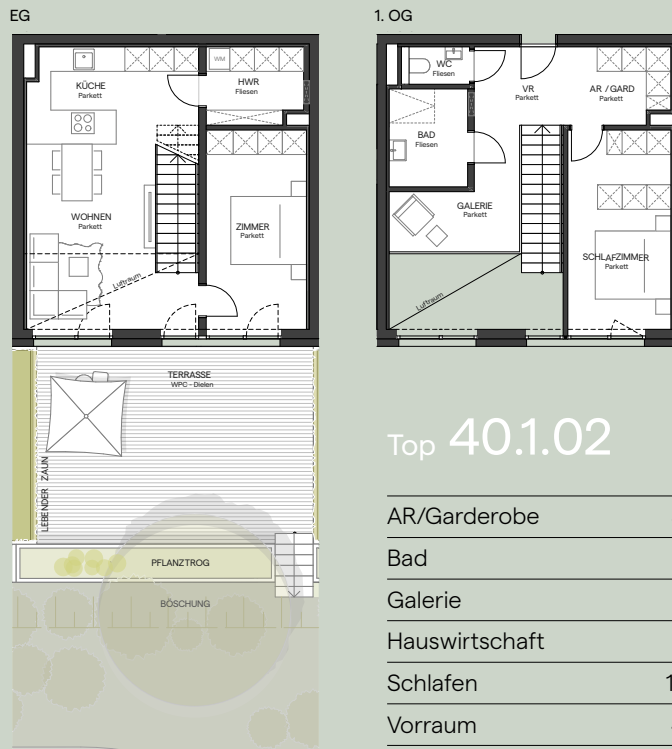 EG
KÜCHE
Parkett
WM
HWR
Fliesen
WOHNEN
Parkett
ZIMMER
Parkett
Luftraum
TERRASSE
WPC - Dielen
LEBENDER ZAUN
PFLANZTROG
BÖSCHUNG
1. OG
WC
Fliesen
VR
Parkett
AR / GARD
Parkett
BAD
Fliesen
GALERIE
Parkett
SCHLAFZIMMER
Parkett
Luftraum
Top 40.1.02
AR/Garderobe
Bad
Galerie
Hauswirtschaft
Schlafen 1
Vorraum